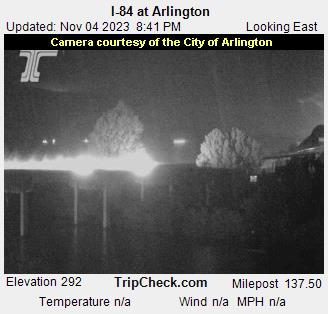 I-84 at Arlington
Updated: Nov 04 2023 8:41 PM Looking East
Camera courtesy of the City of Arlington
Elevation 292 TripCheck.com Milepost 137.50
Temperature n/a Wind n/a MPH n/a